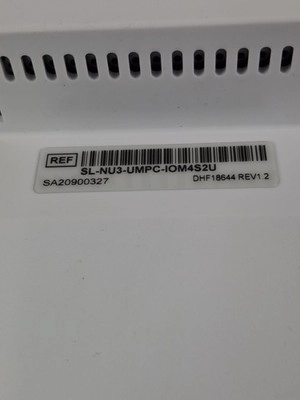 REF
SL-NU3-UMPC-IOM4S2U
SA20900327 DHF18644 REV1.2